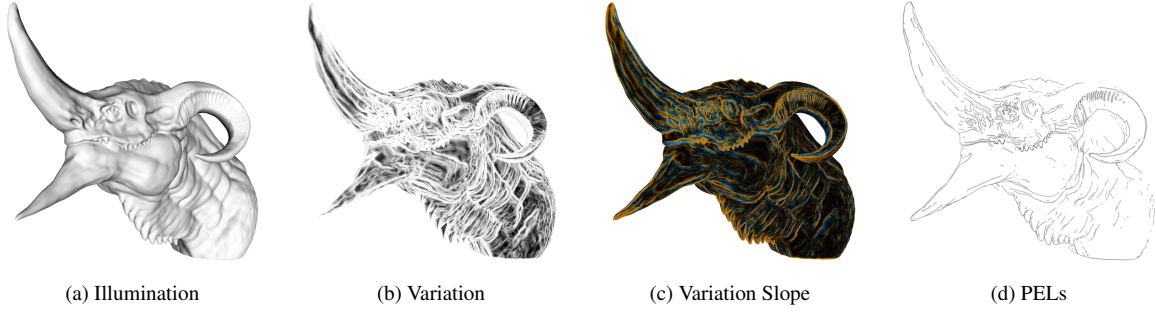 (a) Illumination
(b) Variation
(c) Variation Slope
(d) PELs